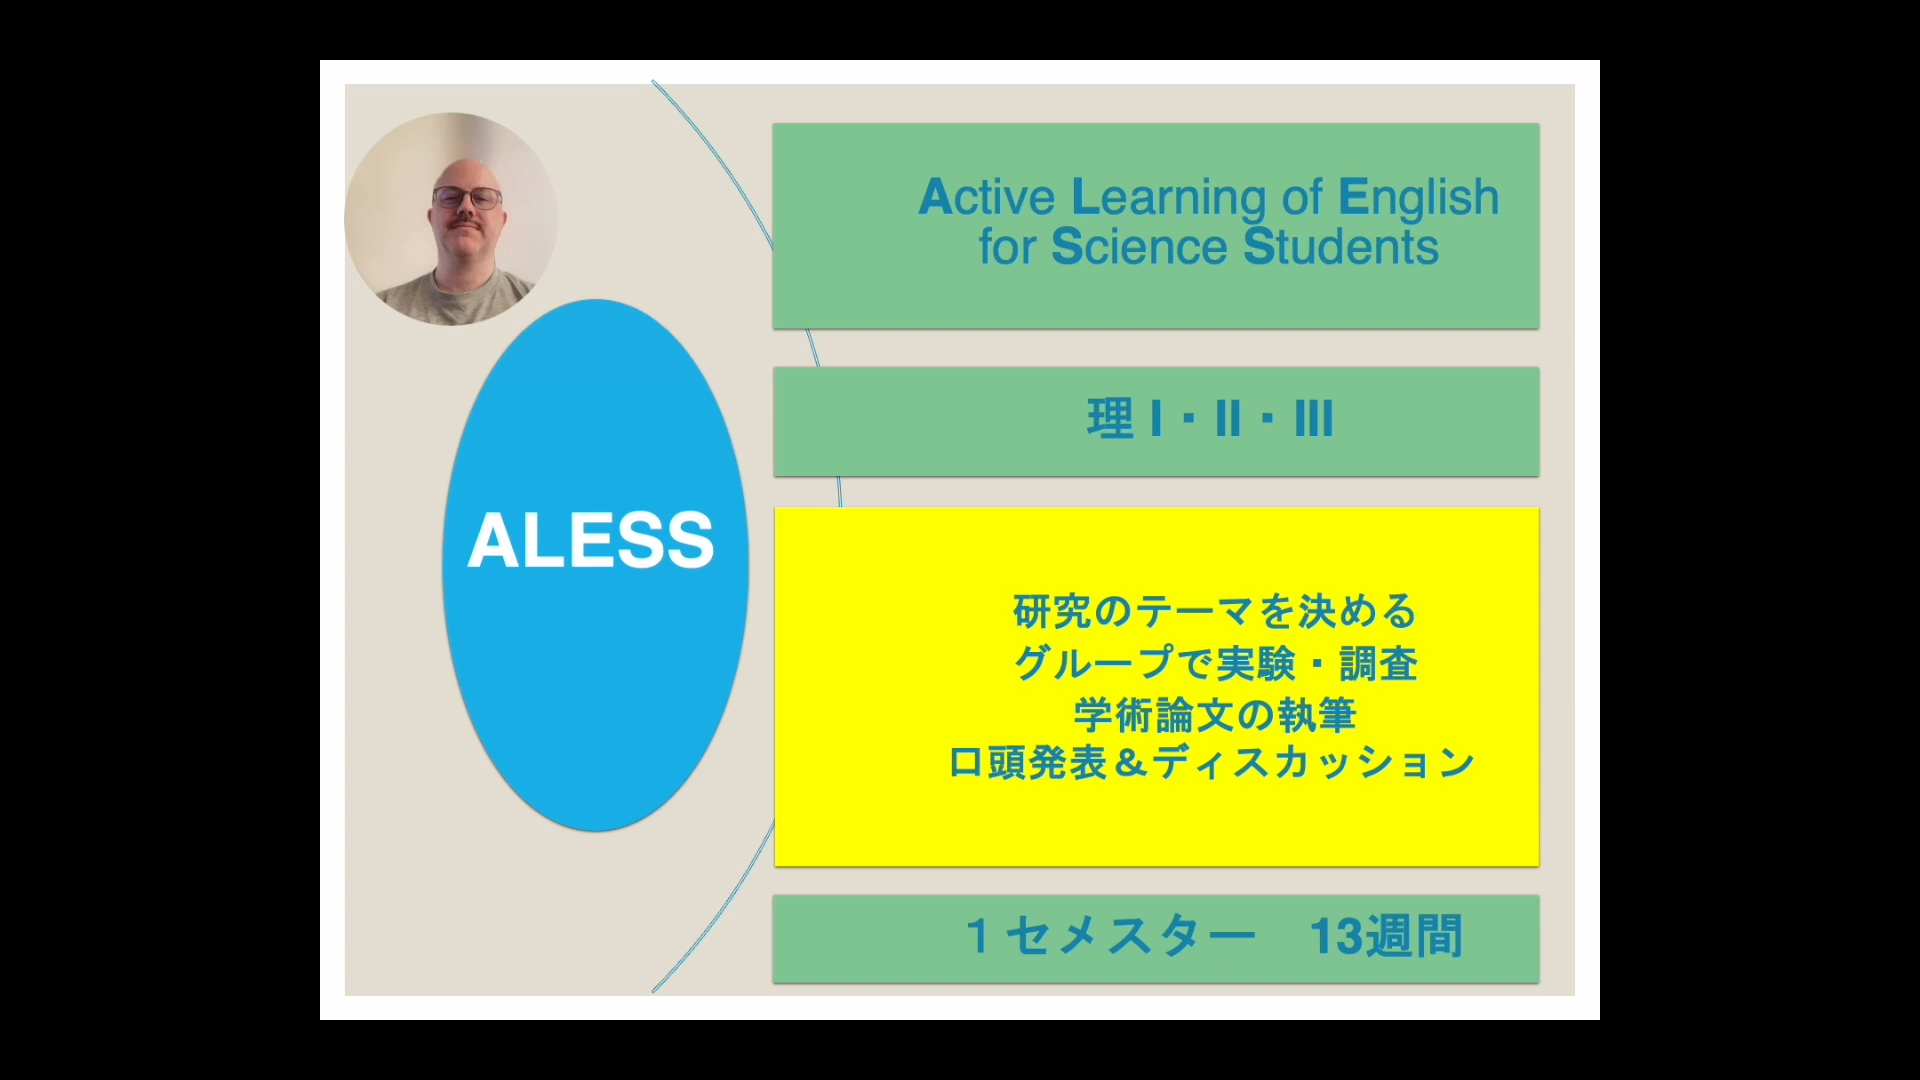 ALESS
Active Learning of English
for Science Students
理 I・II・III
研究のテーマを決める
グループで実験・調査
学術論文の執筆
口頭発表＆ディスカッション
１セメスター　13週間